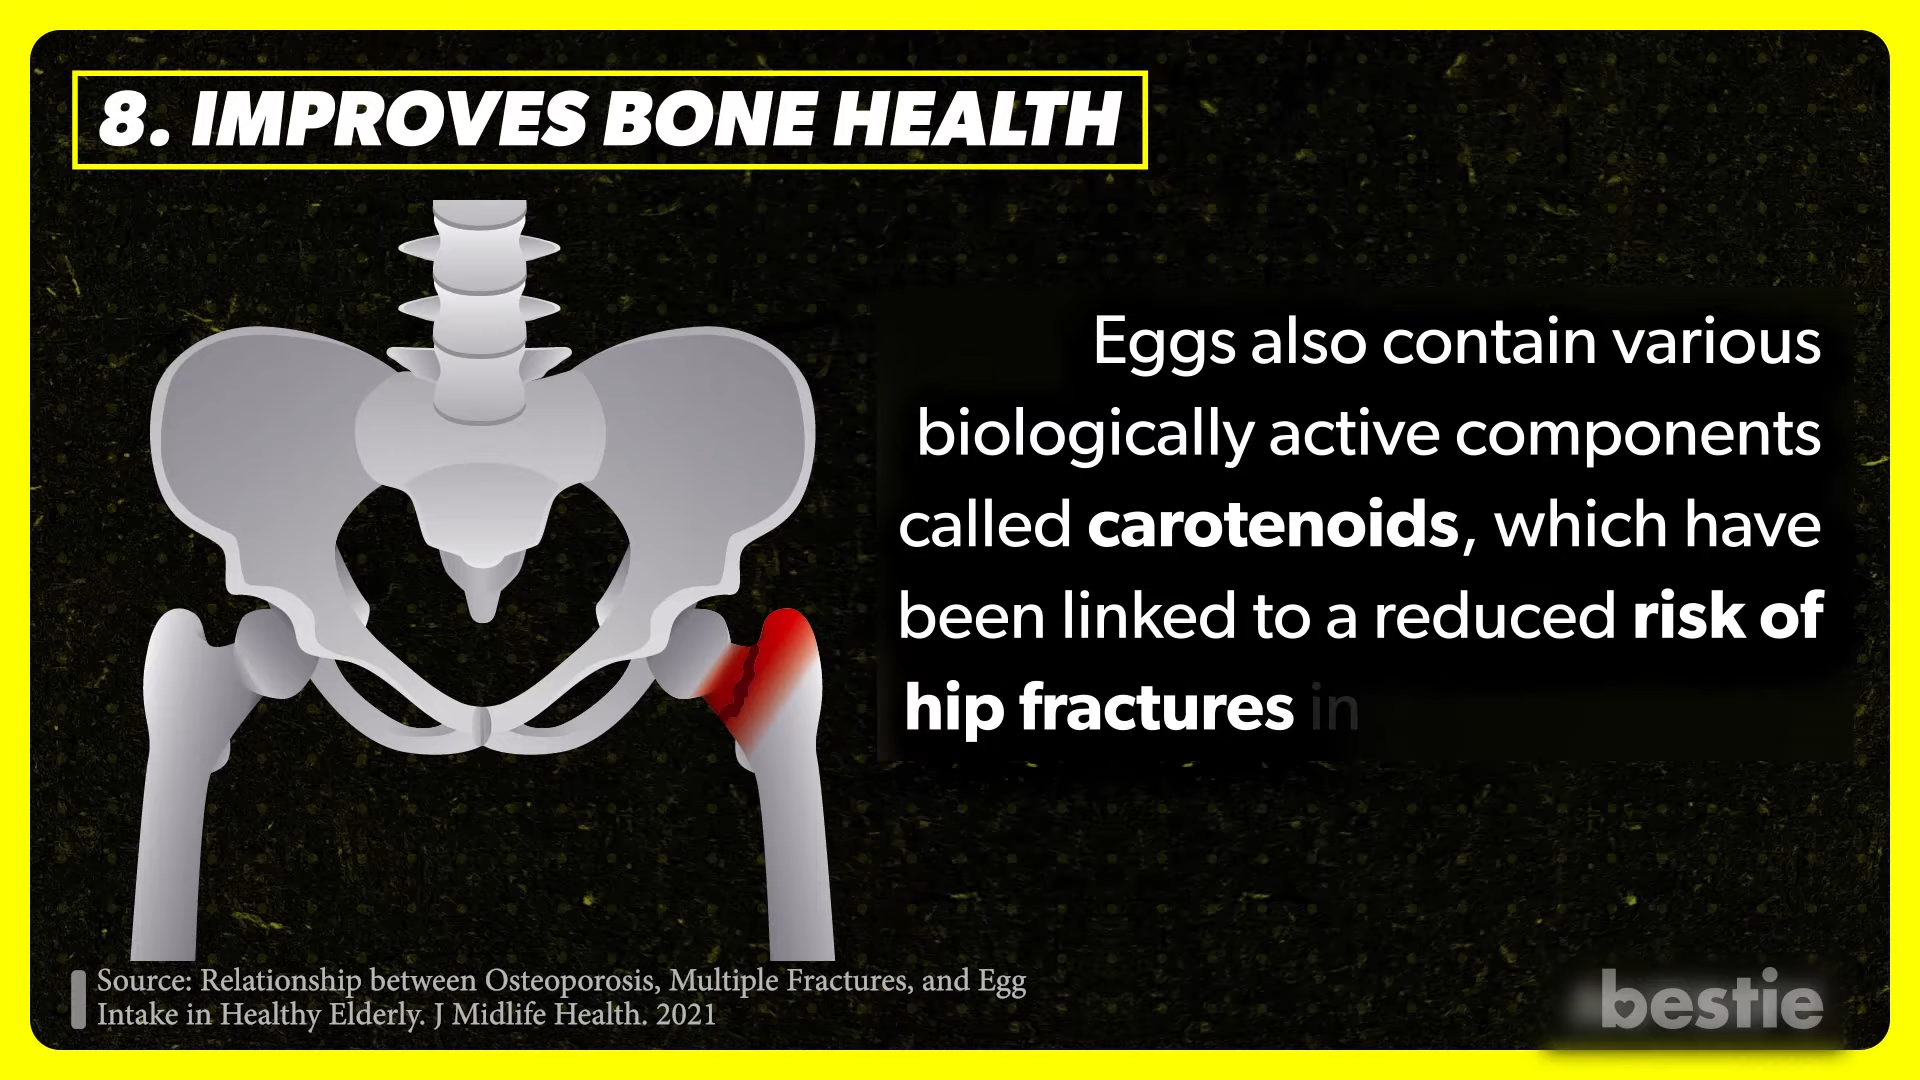 8. IMPROVES BONE HEALTH
Eggs also contain various
biologically active components
called carotenoids, which have
been linked to a reduced risk of
hip fractures in
Source: Relationship between Osteoporosis, Multiple Fractures, and Egg
Intake in Healthy Elderly. J Midlife Health. 2021
bestie